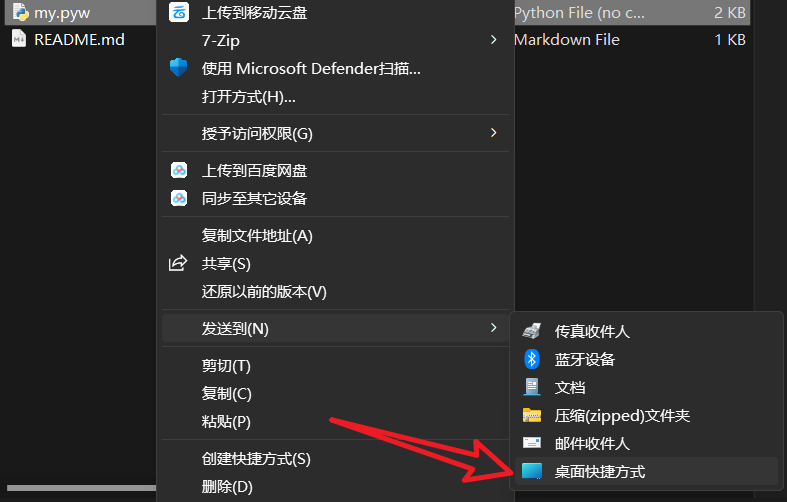 my.pyw
Python File (no c...
2 KB
README.md
Markdown File
1 KB
上传到移动云盘
7-Zip
使用 Microsoft Defender扫描...
打开方式(H)...
授予访问权限(G)
上传到百度网盘
同步至其它设备
复制文件地址(A)
共享(S)
还原以前的版本(V)
发送到(N)
剪切(T)
复制(C)
粘贴(P)
创建快捷方式(S)
删除(D)
传真收件人
蓝牙设备
文档
压缩(zipped)文件夹
邮件收件人
桌面快捷方式